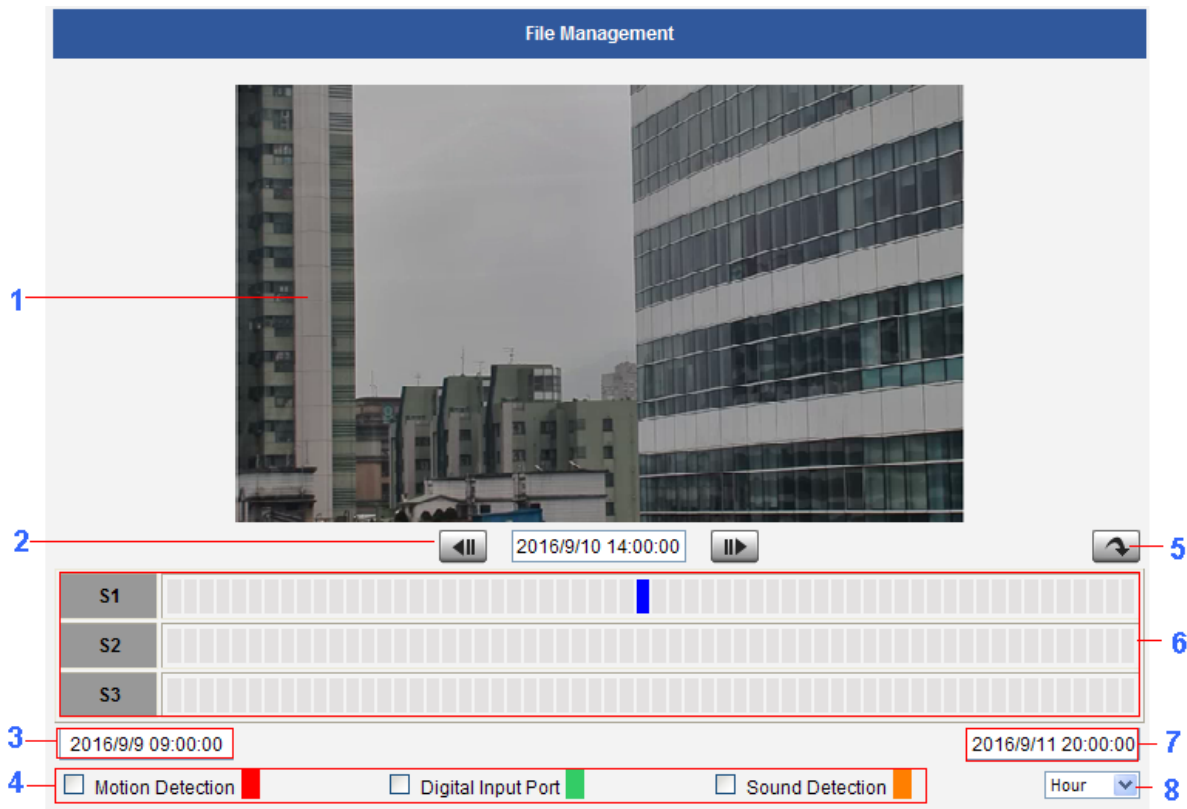 File Management
1
2
2016/9/10 14:00:00
5
S1
S2
6
S3
3
2016/9/9 09:00:00
2016/9/11 20:00:00
7
4
Motion Detection
Digital Input Port
Sound Detection
Hour
8